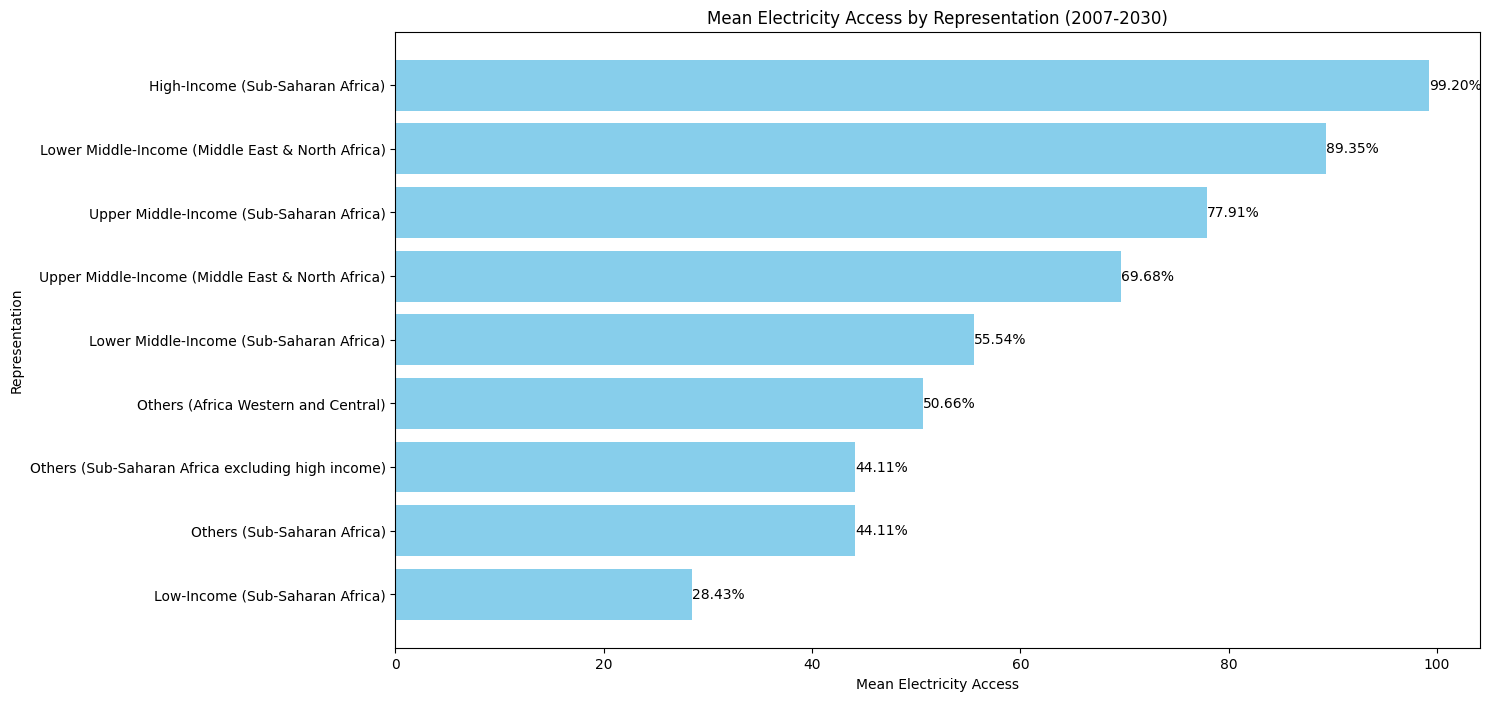 Mean Electricity Access by Representation (2007-2030)
High-Income (Sub-Saharan Africa)
99.20%
Lower Middle-Income (Middle East & North Africa)
89.35%
Upper Middle-Income (Sub-Saharan Africa)
77.91%
Upper Middle-Income (Middle East & North Africa)
69.68%
Lower Middle-Income (Sub-Saharan Africa)
55.54%
Others (Africa Western and Central)
50.66%
Others (Sub-Saharan Africa excluding high income)
44.11%
Others (Sub-Saharan Africa)
44.11%
Low-Income (Sub-Saharan Africa)
28.43%
Representation
0 20 40 60 80 100
Mean Electricity Access